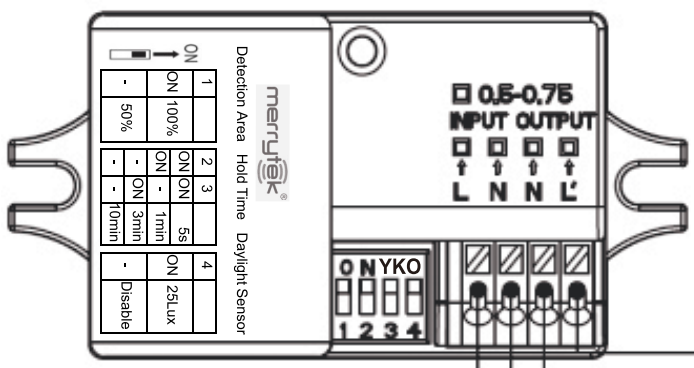 merrytek®
Detection Area Hold Time Daylight Sensor
ON
1
ON 100%
- 50%
2 3
ON ON 5s
ON - 1min
- ON 3min
- - 10min
4
ON 25Lux
- Disable
0.5-0.75
INPUT OUTPUT
L N N L'
ON YKO
1 2 3 4